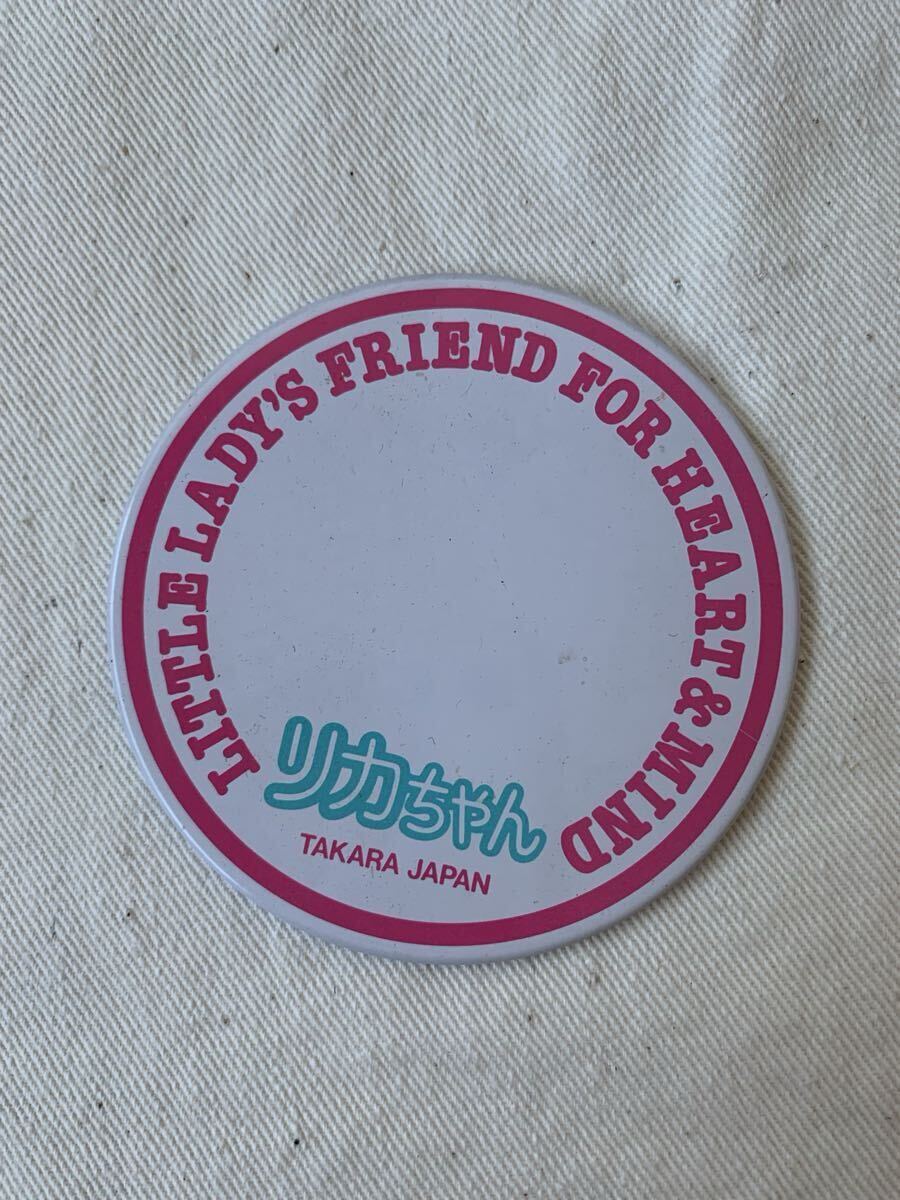 LITTLE LADY'S FRIEND FOR HEART & MIND
リカちゃん
TAKARA JAPAN